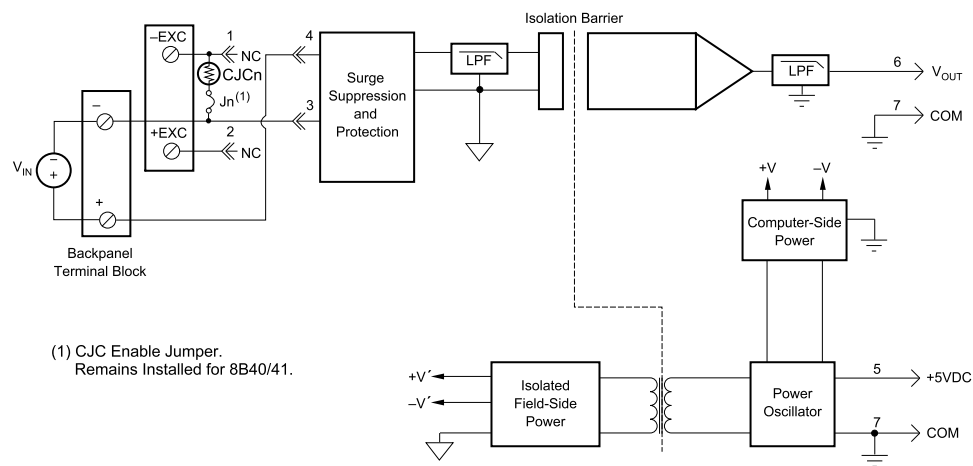 Isolation Barrier
–EXC
1
NC
4
CJCn
Jn(1)
3
+EXC
2
NC
–
+
VIN
–
+
Backpanel
Terminal Block
Surge
Suppression
and
Protection
LPF
LPF
6
VOUT
7
COM
+V
–V
Computer-Side
Power
(1) CJC Enable Jumper.
Remains Installed for 8B40/41.
+V´
–V´
Isolated
Field-Side
Power
Power
Oscillator
5
+5VDC
7
COM